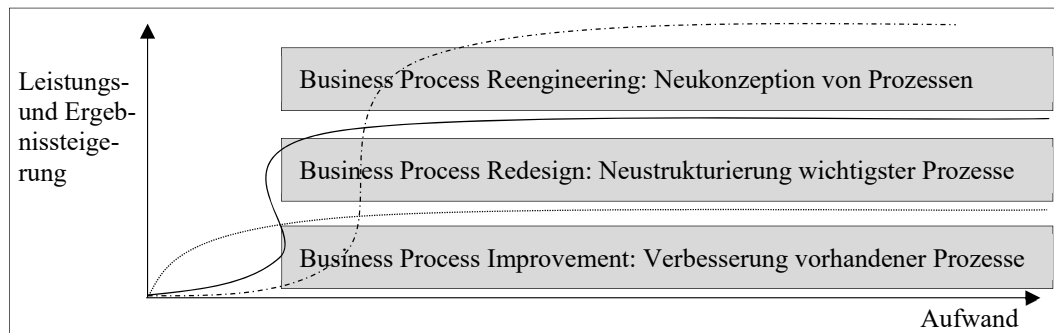 Leistungs-
und Ergeb-
nissteige-
rung
Business Process Reengineering: Neukonzeption von Prozessen
Business Process Redesign: Neustrukturierung wichtigster Prozesse
Business Process Improvement: Verbesserung vorhandener Prozesse
Aufwand